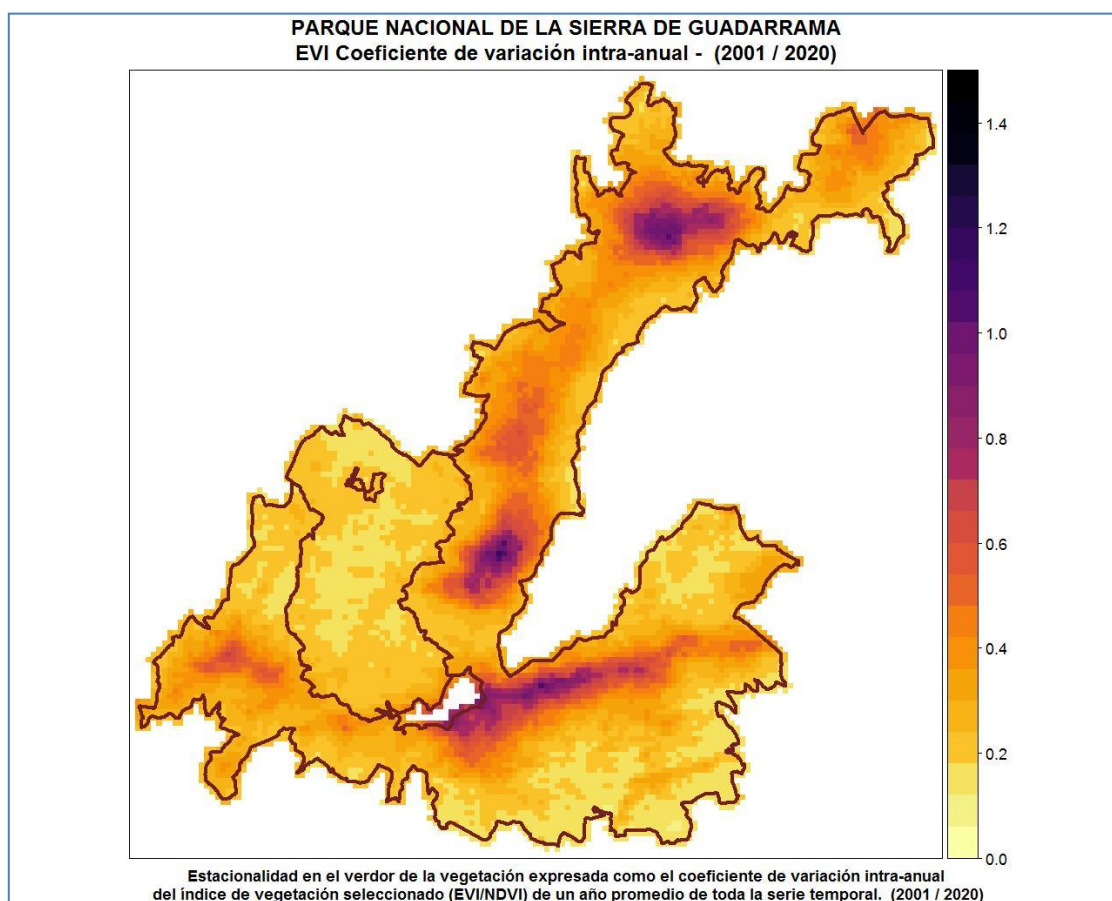 PARQUE NACIONAL DE LA SIERRA DE GUADARRAMA
EVI Coeficiente de variación intra-anual - (2001 / 2020)
1.4
1.2
1.0
0.8
0.6
0.4
0.2
0.0
Estacionalidad en el verdor de la vegetación expresada como el coeficiente de variación intra-anual
del índice de vegetación seleccionado (EVI/NDVI) de un año promedio de toda la serie temporal. (2001 / 2020)